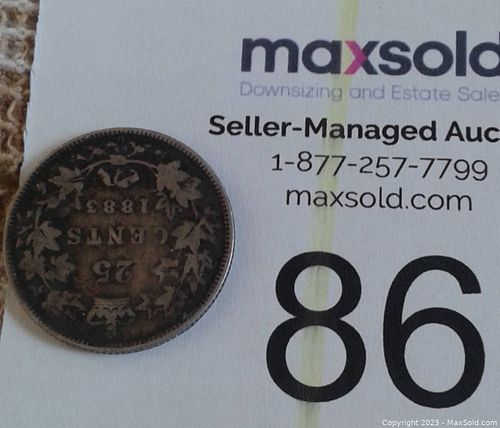 maxsold
Downsizing and Estate Sale
Seller-Managed Auc
1-877-257-7799
maxsold.com
86
25
CENTS
1883
Copyright 2023 - MaxSold.com